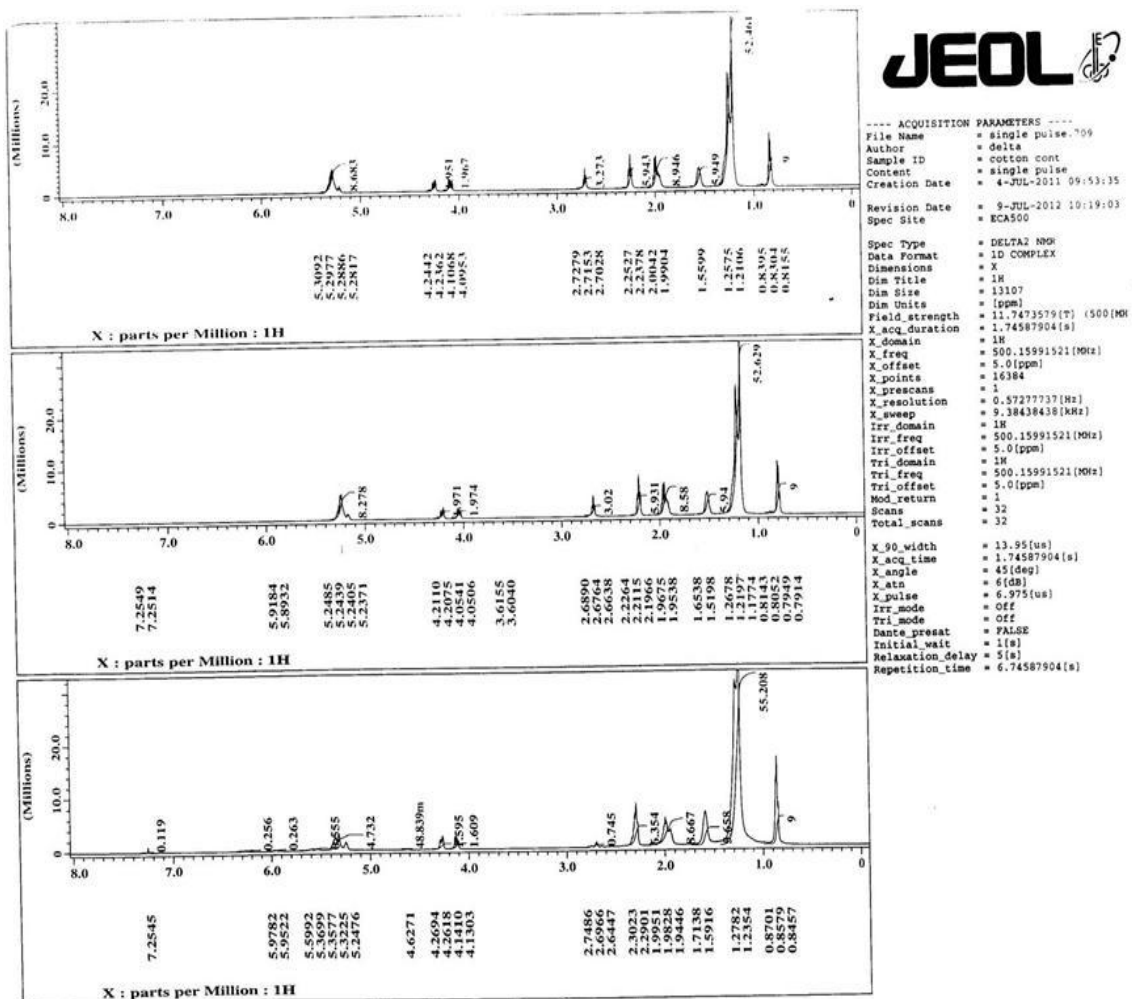 52.461
(Millions)
20.0
10.0
0
8.683
1.967
3.273
5.943
8.946
5.949
9
8.0 7.0 6.0 5.0 4.0 3.0 2.0 1.0 0
5.3092
5.2977
5.2886
5.2817
4.2442
4.2362
4.1068
4.0953
2.7279
2.7153
2.7028
2.2527
2.2378
2.0042
1.9904
1.5599
1.2575
1.2106
0.8395
0.8304
0.8155
X : parts per Million : 1H
52.629
(Millions)
20.0
10.0
0
8.278
1.974
3.02
5.931
8.58
5.94
9
8.0 7.0 6.0 5.0 4.0 3.0 2.0 1.0 0
7.2549
7.2514
5.9184
5.8932
5.2485
5.2439
5.2405
5.2371
4.2110
4.2075
4.0541
4.0506
3.6155
3.6040
2.6890
2.6764
2.6638
2.2264
2.2115
2.1966
1.9675
1.9538
1.6538
1.5198
1.2678
1.2197
1.1774
0.8143
0.8052
0.7949
0.7914
X : parts per Million : 1H
55.208
(Millions)
20.0
10.0
0
0.119
0.256
0.263
4.732
48.839m
1.609
0.745
6.354
8.667
9
8.0 7.0 6.0 5.0 4.0 3.0 2.0 1.0 0
7.2545
5.9782
5.9522
5.5992
5.3699
5.3577
5.3225
5.2476
4.6271
4.2694
4.2618
4.1410
4.1303
2.7486
2.6966
2.6447
2.3023
2.2901
1.9951
1.9828
1.9446
1.7138
1.5916
1.2782
1.2354
0.8701
0.8579
0.8457
X : parts per Million : 1H
JEOL
---- ACQUISITION PARAMETERS ----
File Name = single pulse.709
Author = delta
Sample ID = cotton cont
Content = single pulse
Creation Date = 4-JUL-2011 09:53:35
Revision Date = 9-JUL-2012 10:19:03
Spec Site = ECA500
Spec Type = DELTA2 NMR
Data Format = 1D COMPLEX
Dimensions = X
Dim Title = 1H
Dim Size = 13107
Dim Units = [ppm]
Field_strength = 11.7473579[T] (500[MH
X_acq_duration = 1.74587904[s]
X_domain = 1H
X_freq = 500.15991521[MHz]
X_offset = 5.0[ppm]
X_points = 16384
X_prescans = 1
X_resolution = 0.57277737[Hz]
X_sweep = 9.38438438[kHz]
Irr_domain = 1H
Irr_freq = 500.15991521[MHz]
Irr_offset = 5.0[ppm]
Tri_domain = 1H
Tri_freq = 500.15991521[MHz]
Tri_offset = 5.0[ppm]
Mod_return = 1
Scans = 32
Total_scans = 32
X_90_width = 13.95[us]
X_acq_time = 1.74587904[s]
X_angle = 45[deg]
X_atn = 6[dB]
X_pulse = 6.975[us]
Irr_mode = Off
Tri_mode = Off
Dante_presat = FALSE
Initial_wait = 1[s]
Relaxation_delay = 5[s]
Repetition_time = 6.74587904[s]